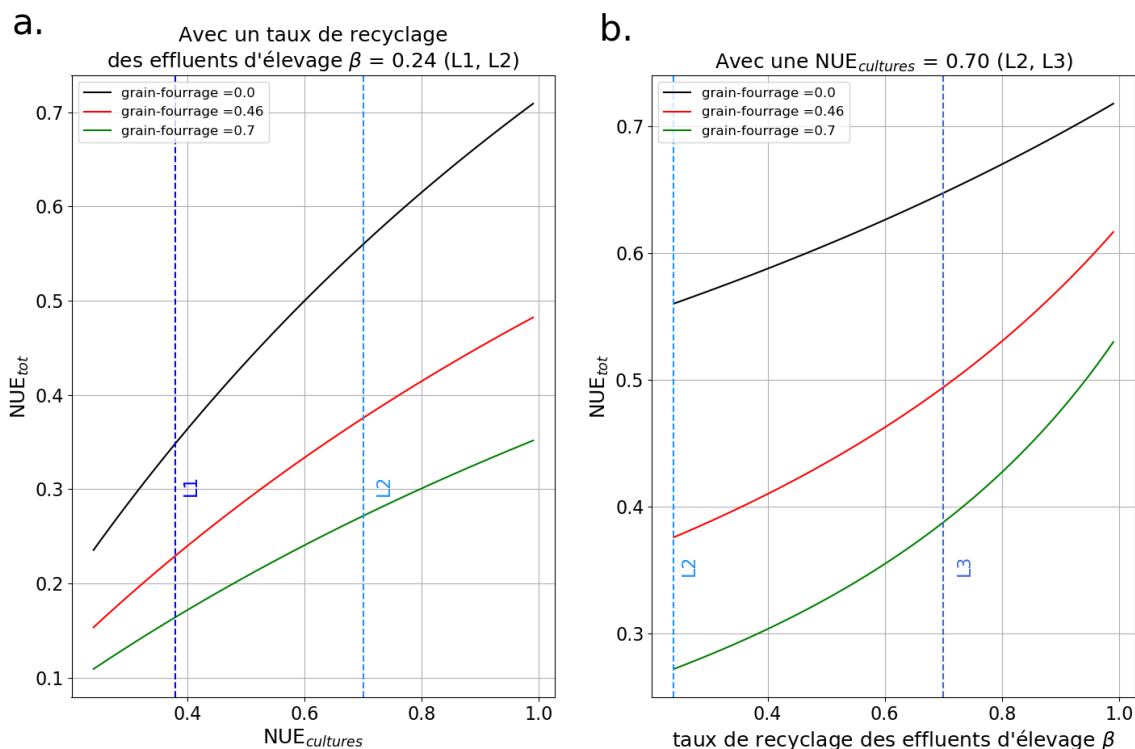 a.
Avec un taux de recyclage
des effluents d'élevage β = 0.24 (L1, L2)
grain-fourrage =0.0
grain-fourrage =0.46
grain-fourrage =0.7
0.7
0.6
0.5
0.4
0.3
0.2
0.1
NUEtot
L1
L2
0.4
0.6
0.8
1.0
NUEcultures
b.
Avec une NUEcultures = 0.70 (L2, L3)
grain-fourrage =0.0
grain-fourrage =0.46
grain-fourrage =0.7
0.7
0.6
0.5
0.4
0.3
NUEtot
L2
L3
0.4
0.6
0.8
1.0
taux de recyclage des effluents d'élevage β